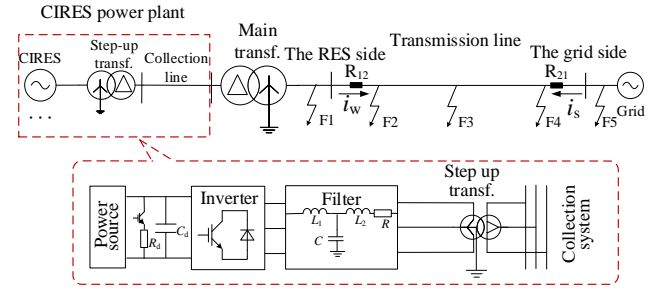 CIRES power plant
CIRES
Step-up
transf.
Collection
line
Main
transf.
The RES side
Transmission line
The grid side
R12
R21
iw
is
Grid
F1
F2
F3
F4
F5
...
Power
source
Rd
Cd
Inverter
Filter
L1
L2
R
C
Step up
transf.
Collection
system